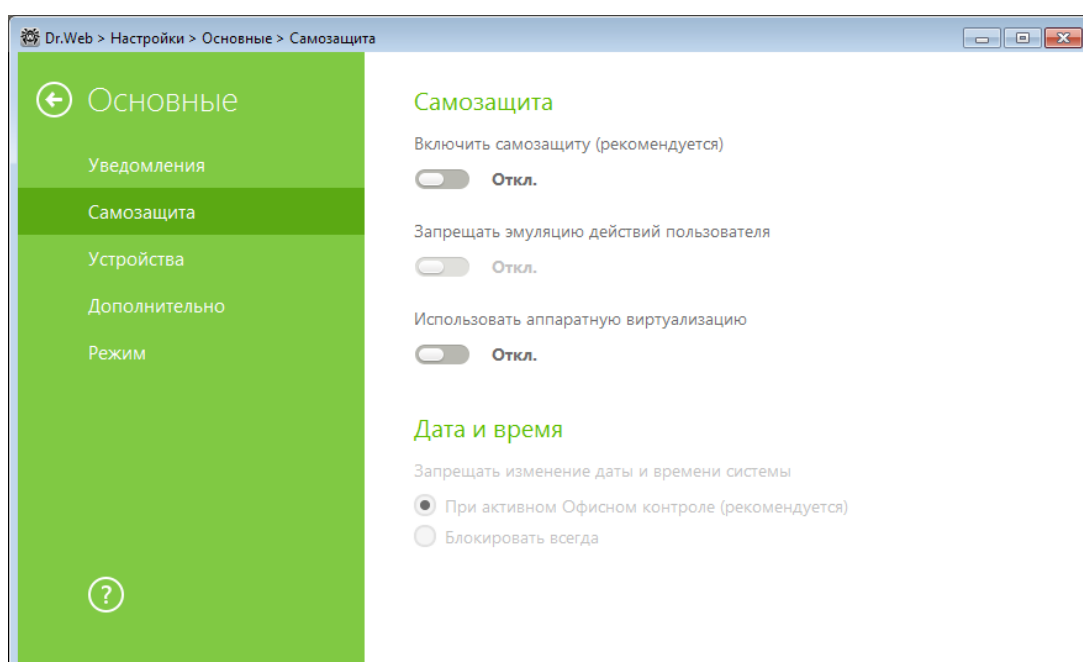 Dr.Web > Настройки > Основные > Самозащита
Основные
Уведомления
Самозащита
Устройства
Дополнительно
Режим
?
Самозащита
Включить самозащиту (рекомендуется)
Откл.
Запрещать эмуляцию действий пользователя
Откл.
Использовать аппаратную виртуализацию
Откл.
Дата и время
Запрещать изменение даты и времени системы
При активном Офисном контроле (рекомендуется)
Блокировать всегда